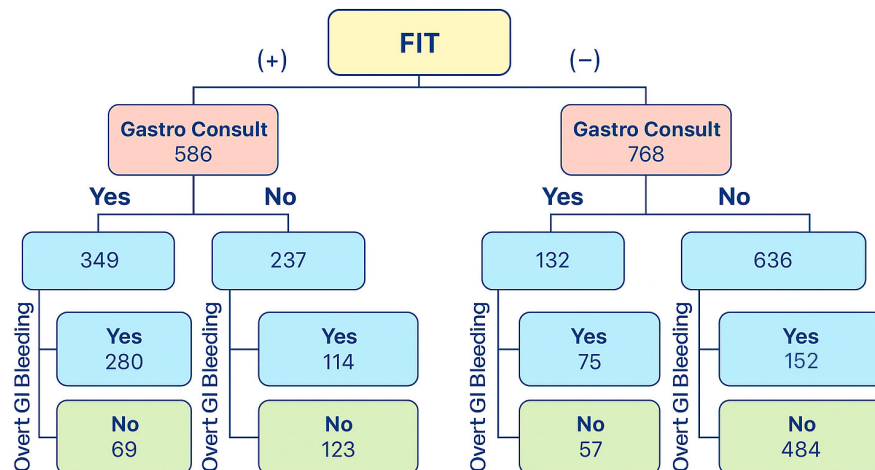 FIT
(+)
(−)
Gastro Consult
586
Gastro Consult
768
Yes
No
Yes
No
349
237
132
636
Overt GI Bleeding
Yes
280
No
69
Overt GI Bleeding
Yes
114
No
123
Overt GI Bleeding
Yes
75
No
57
Overt GI Bleeding
Yes
152
No
484